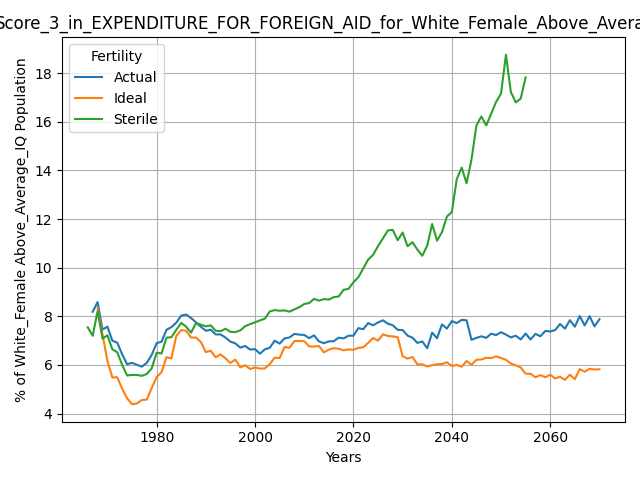 Score_3_in_EXPENDITURE_FOR_FOREIGN_AID_for_White_Female_Above_Avera
Fertility
Actual
Ideal
Sterile
% of White_Female Above_Average_IQ Population
18
16
14
12
10
8
6
4
1980
2000
2020
2040
2060
Years